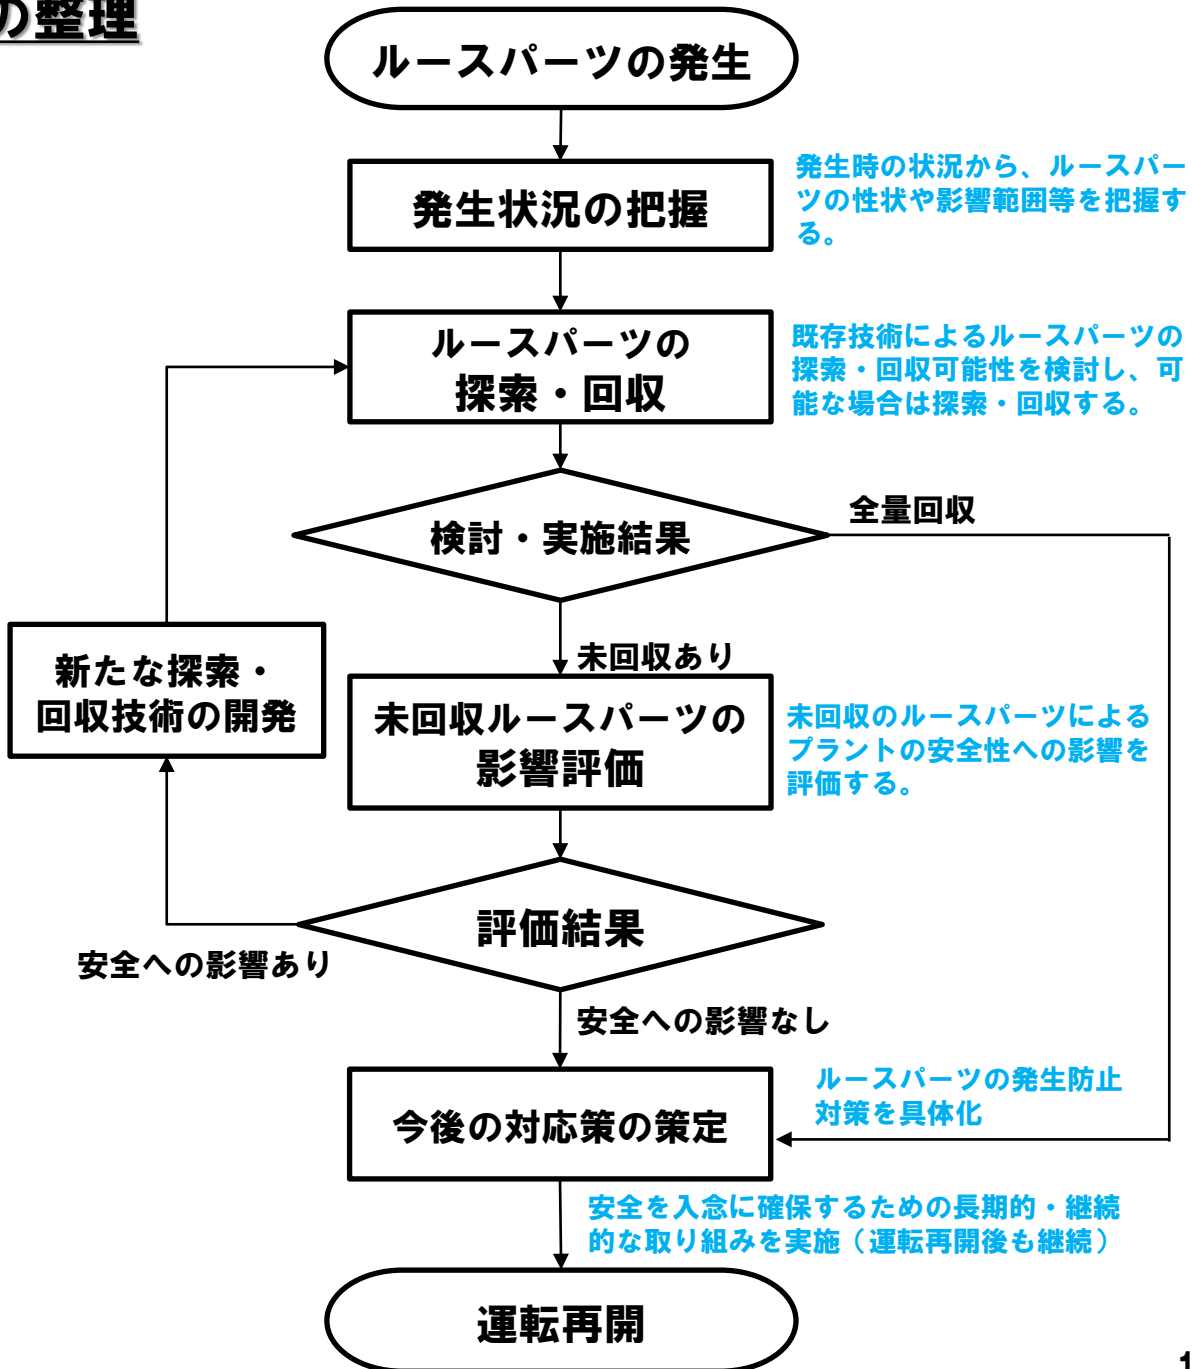 の整理
ルースパーツの発生
発生状況の把握
発生時の状況から、ルースパー
ツの性状や影響範囲等を把握す
る。
ルースパーツの
探索・回収
既存技術によるルースパーツの
探索・回収可能性を検討し、可
能な場合は探索・回収する。
検討・実施結果
全量回収
未回収あり
新たな探索・
回収技術の開発
未回収ルースパーツの
影響評価
未回収のルースパーツによる
プラントの安全性への影響を
評価する。
評価結果
安全への影響あり
安全への影響なし
今後の対応策の策定
ルースパーツの発生防止
対策を具体化
安全を入念に確保するための長期的・継続
的な取り組みを実施（運転再開後も継続）
運転再開